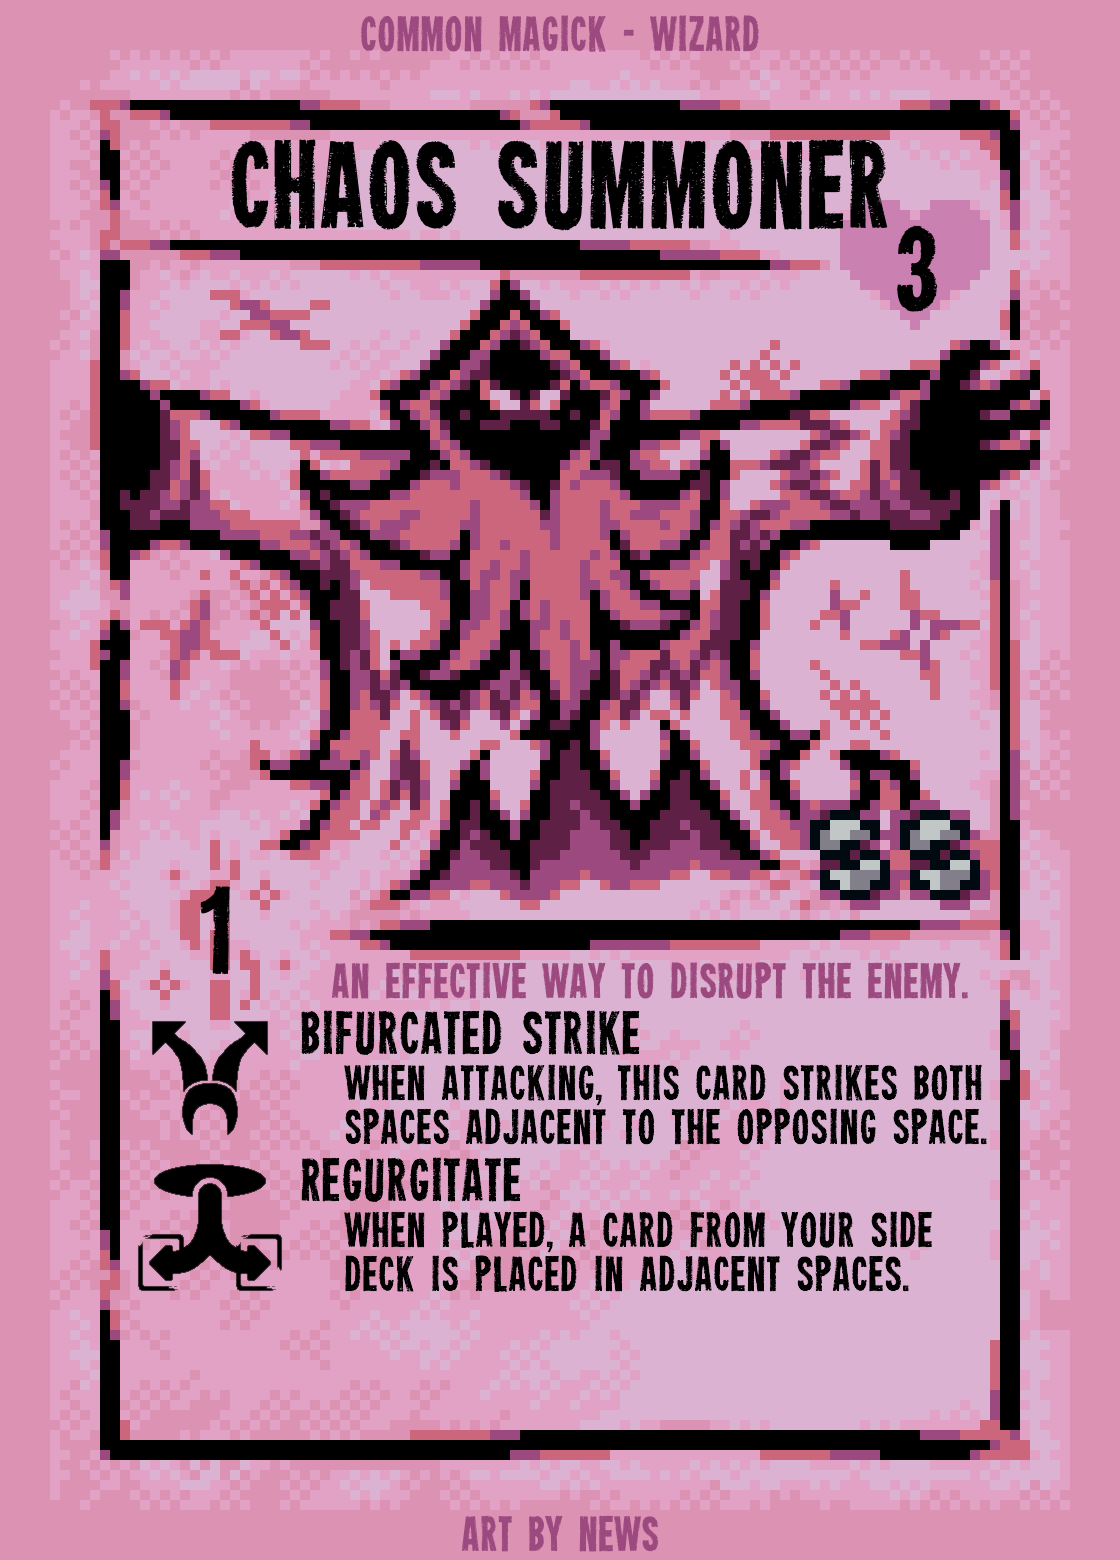 COMMON MAGICK - WIZARD
CHAOS SUMMONER
3
1
AN EFFECTIVE WAY TO DISRUPT THE ENEMY.
BIFURCATED STRIKE
WHEN ATTACKING, THIS CARD STRIKES BOTH
SPACES ADJACENT TO THE OPPOSING SPACE.
REGURGITATE
WHEN PLAYED, A CARD FROM YOUR SIDE
DECK IS PLACED IN ADJACENT SPACES.
ART BY NEWS